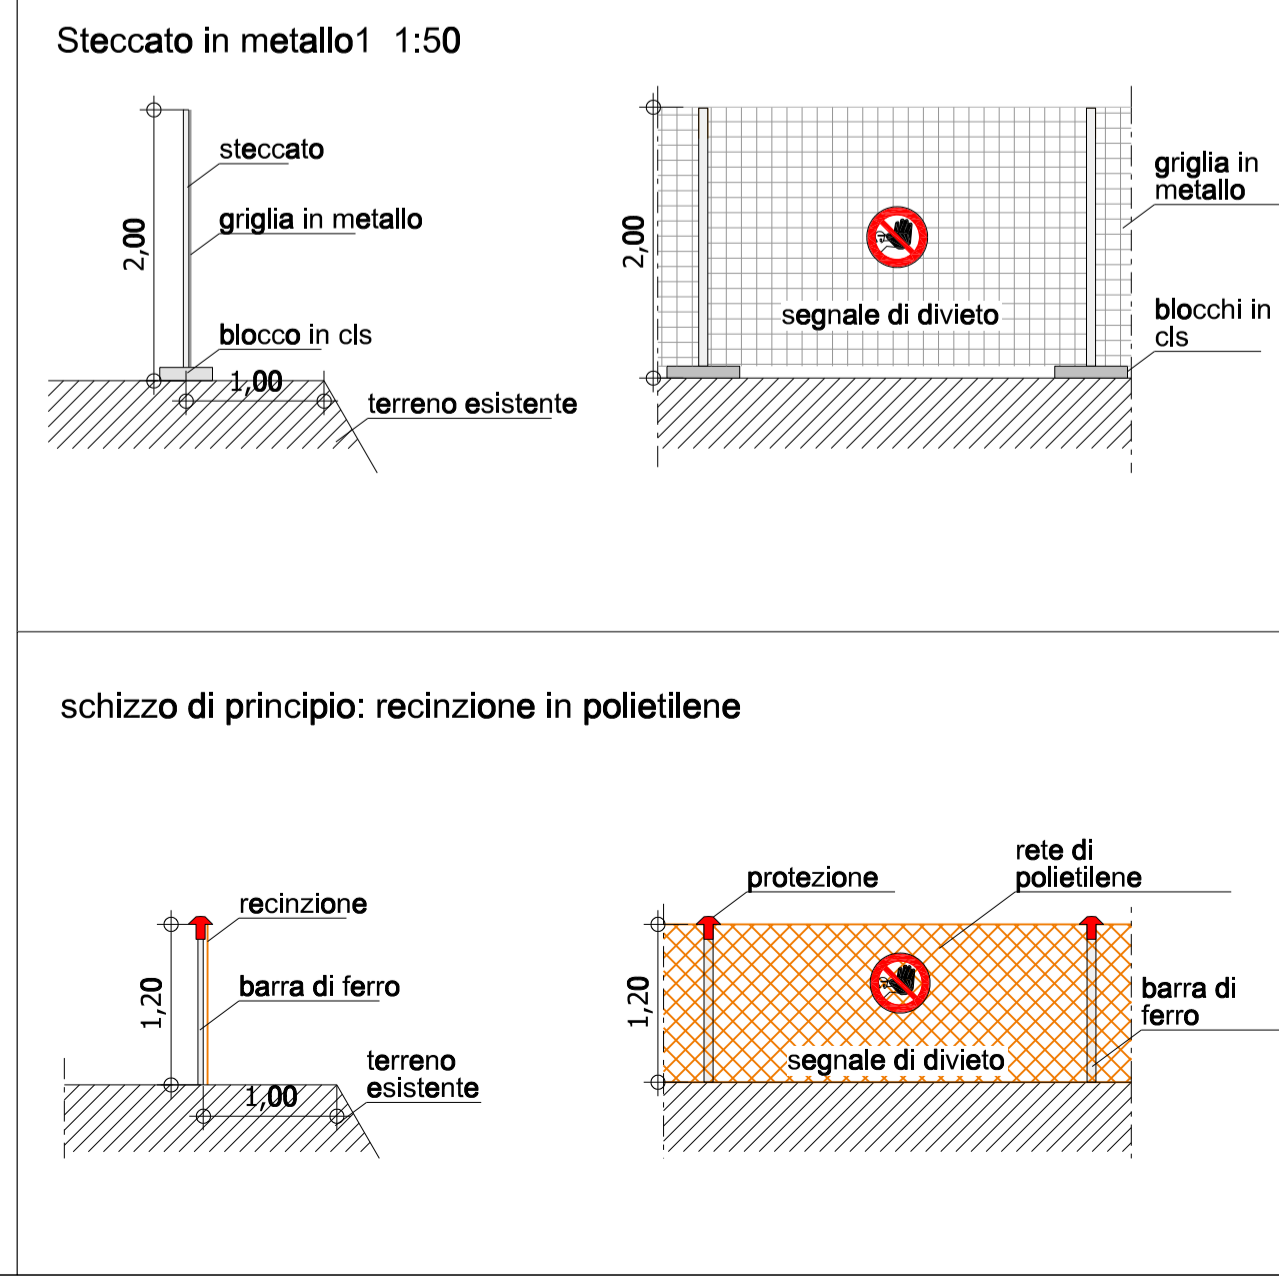 Steccato in metallo1 1:50
steccato
griglia in metallo
2,00
blocco in cls
1,00
terreno esistente
2,00
segnale di divieto
griglia in
metallo
blocchi in
cls
schizzo di principio: recinzione in polietilene
recinzione
barra di ferro
1,20
terreno
esistente
1,00
protezione
rete di
polietilene
1,20
segnale di divieto
barra di
ferro